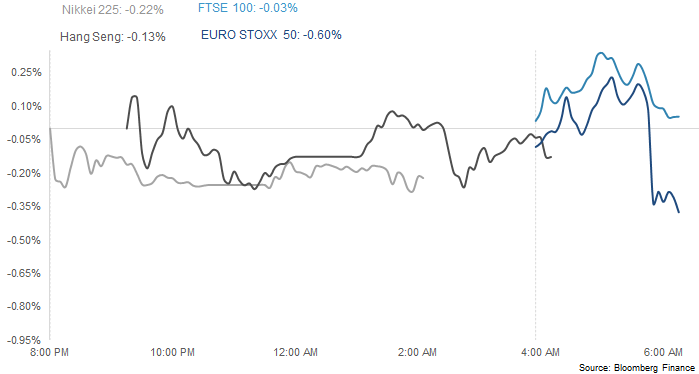 Nikkei 225: -0.22%
FTSE 100: -0.03%
Hang Seng: -0.13%
EURO STOXX 50: -0.60%
0.25%
0.10%
-0.05%
-0.20%
-0.35%
-0.50%
-0.65%
-0.80%
-0.95%
8:00 PM
10:00 PM
12:00 AM
2:00 AM
4:00 AM
6:00 AM
Source: Bloomberg Finance